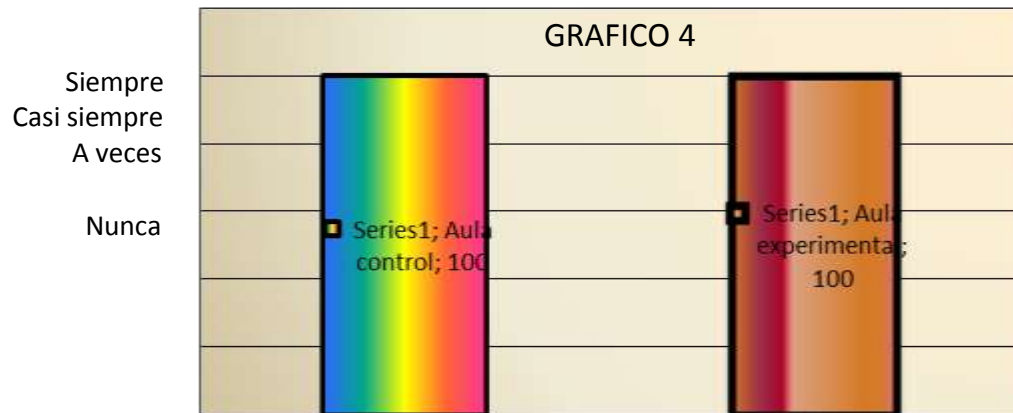 GRAFICO 4
Siempre
Casi siempre
A veces
Nunca
Series1; Aula
control; 100
Series1; Aula
experimental;
100